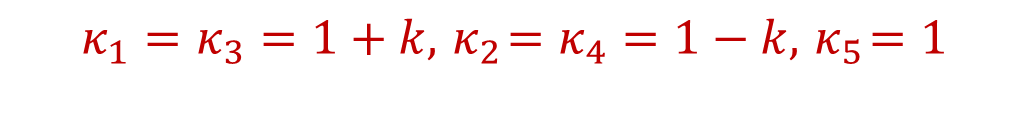 κ₁ = κ₃ = 1 + k, κ₂ = κ₄ = 1 − k, κ₅ = 1